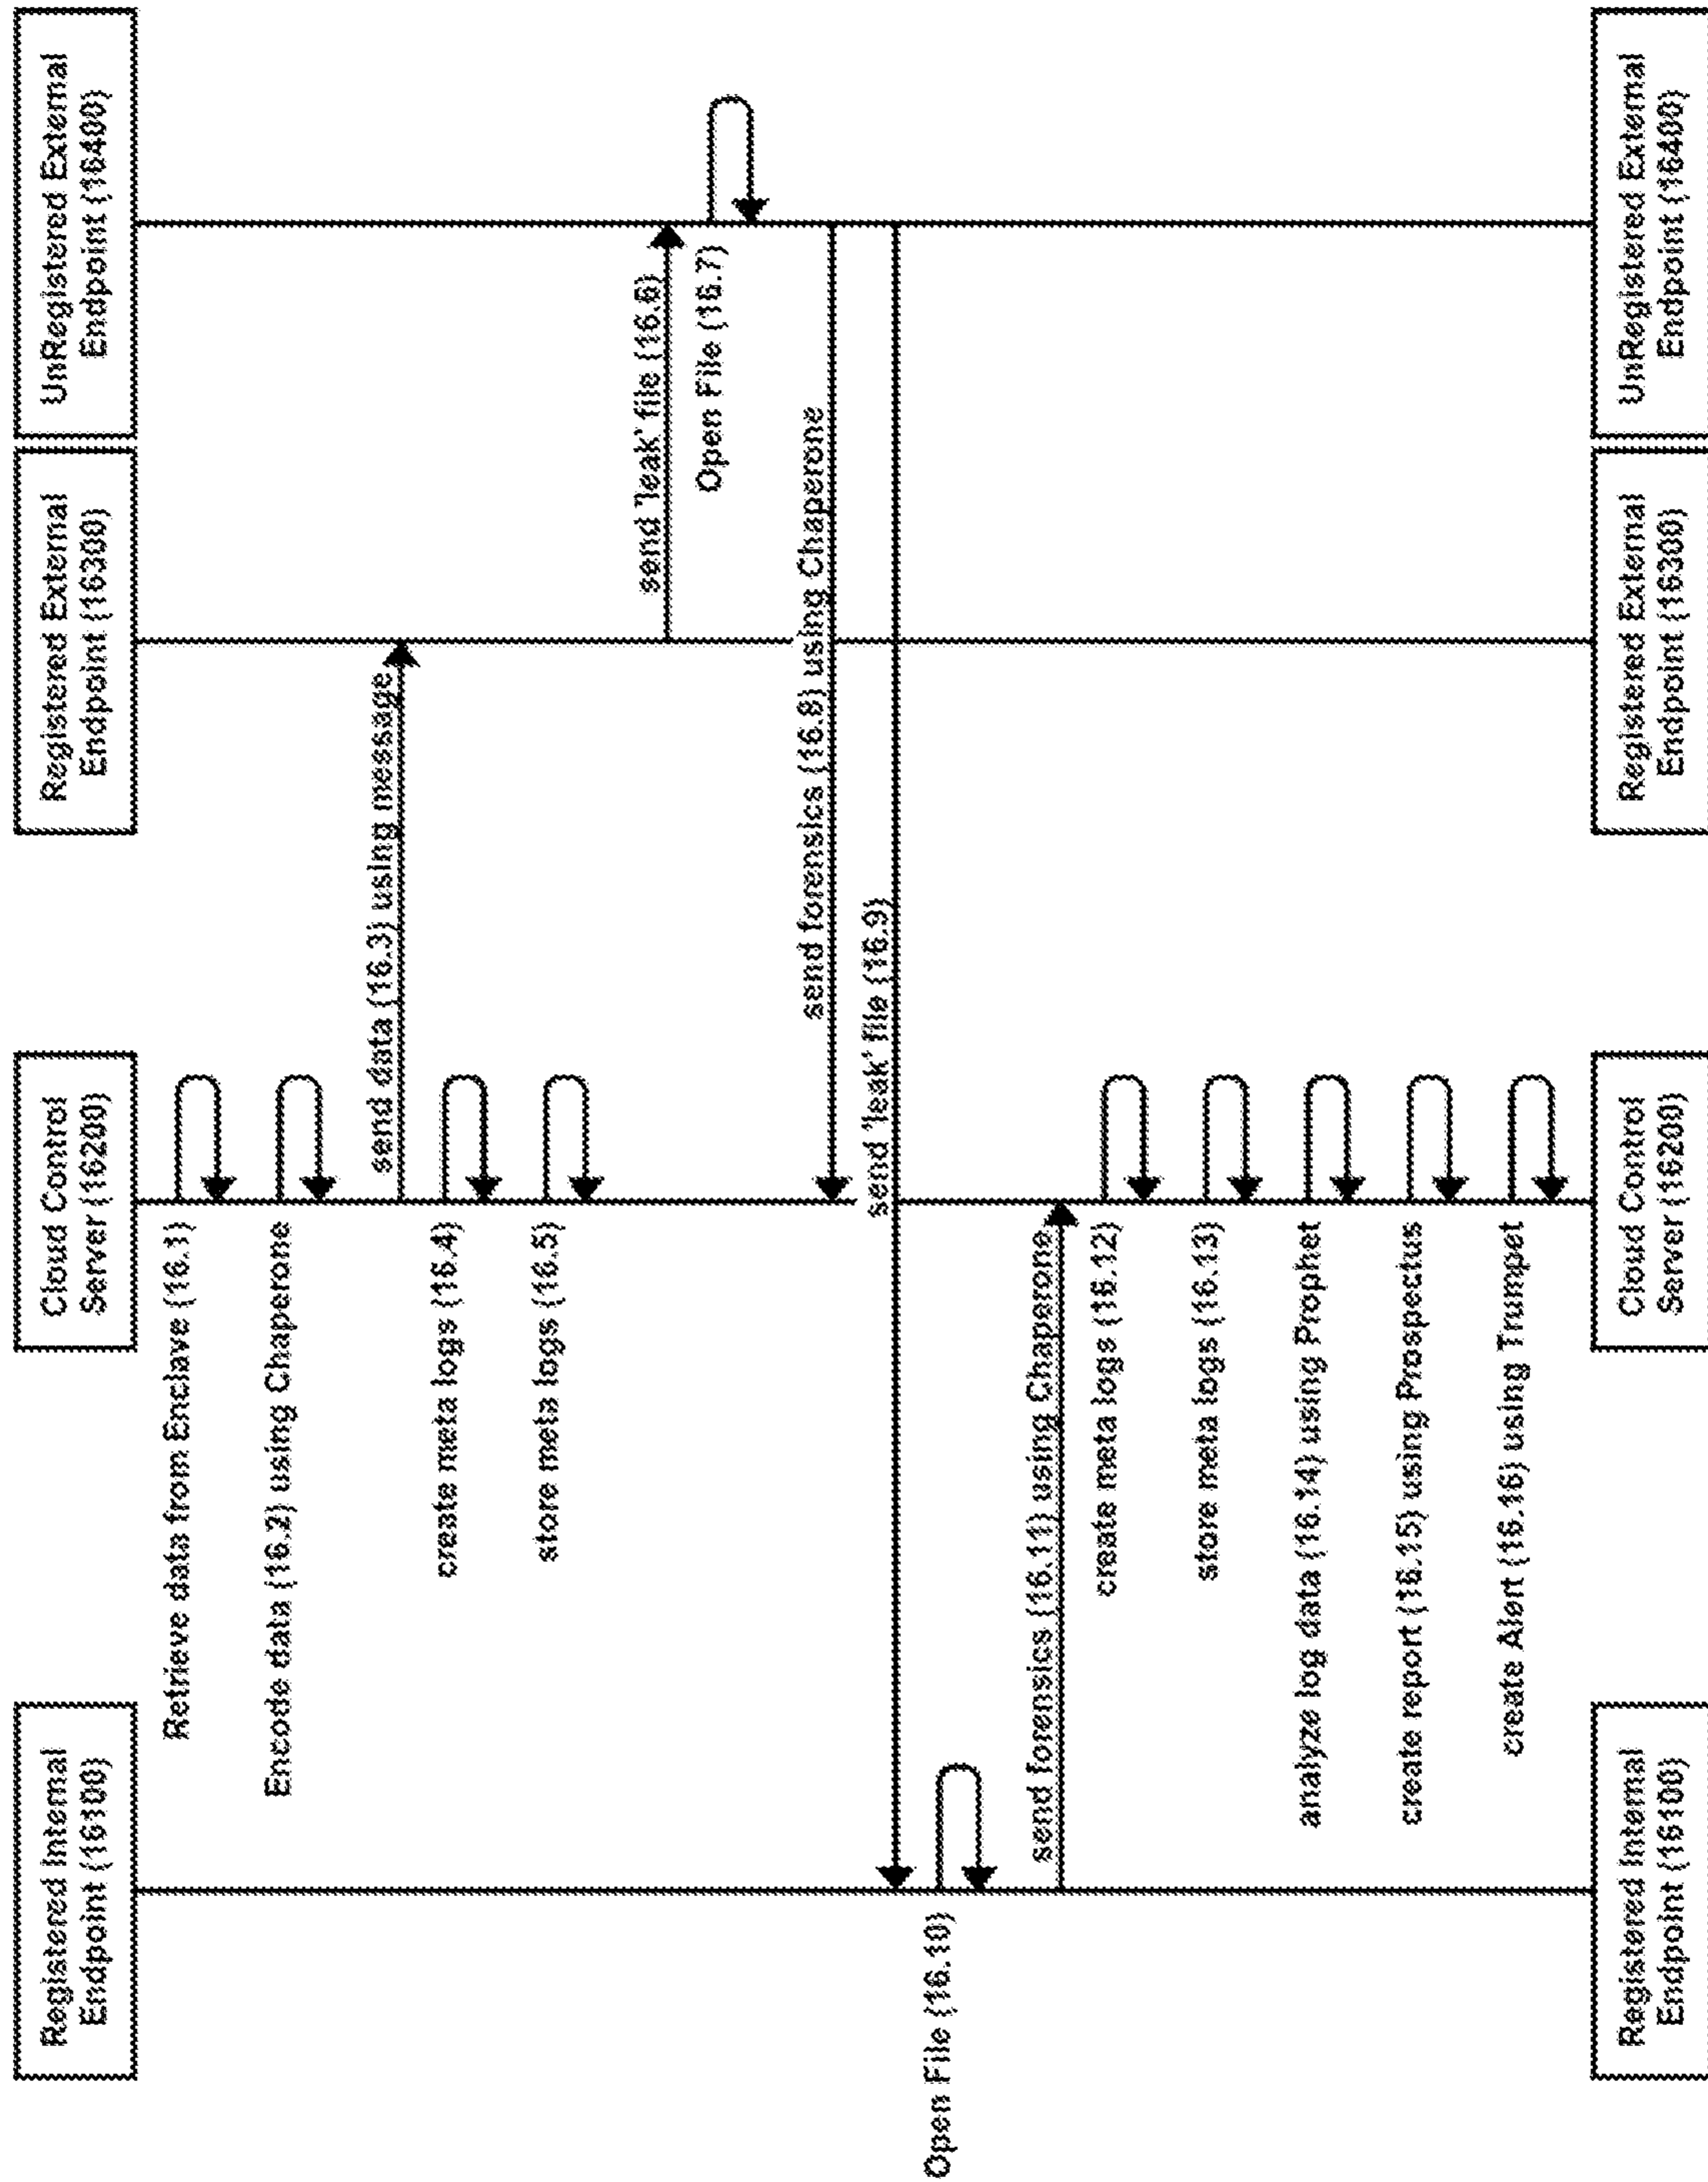 Registered Internal
Endpoint (16100)
Cloud Control
Server (16200)
Registered External
Endpoint (16300)
UnRegistered External
Endpoint (16400)
Retrieve data from Enclave (16.1)
Encode data (16.2) using Chaperone
send data (16.3) using message
create meta logs (16.4)
store meta logs (16.5)
send 'leak' file (16.6)
Open File (16.7)
send forensics (16.8) using Chaperone
send 'leak' file (16.9)
Open File (16.10)
send forensics (16.11) using Chaperone
create meta logs (16.12)
store meta logs (16.13)
analyze log data (16.14) using Prophet
create report (16.15) using Prospectus
create Alert (16.16) using Trumpet
Registered Internal
Endpoint (16100)
Cloud Control
Server (16200)
Registered External
Endpoint (16300)
UnRegistered External
Endpoint (16400)